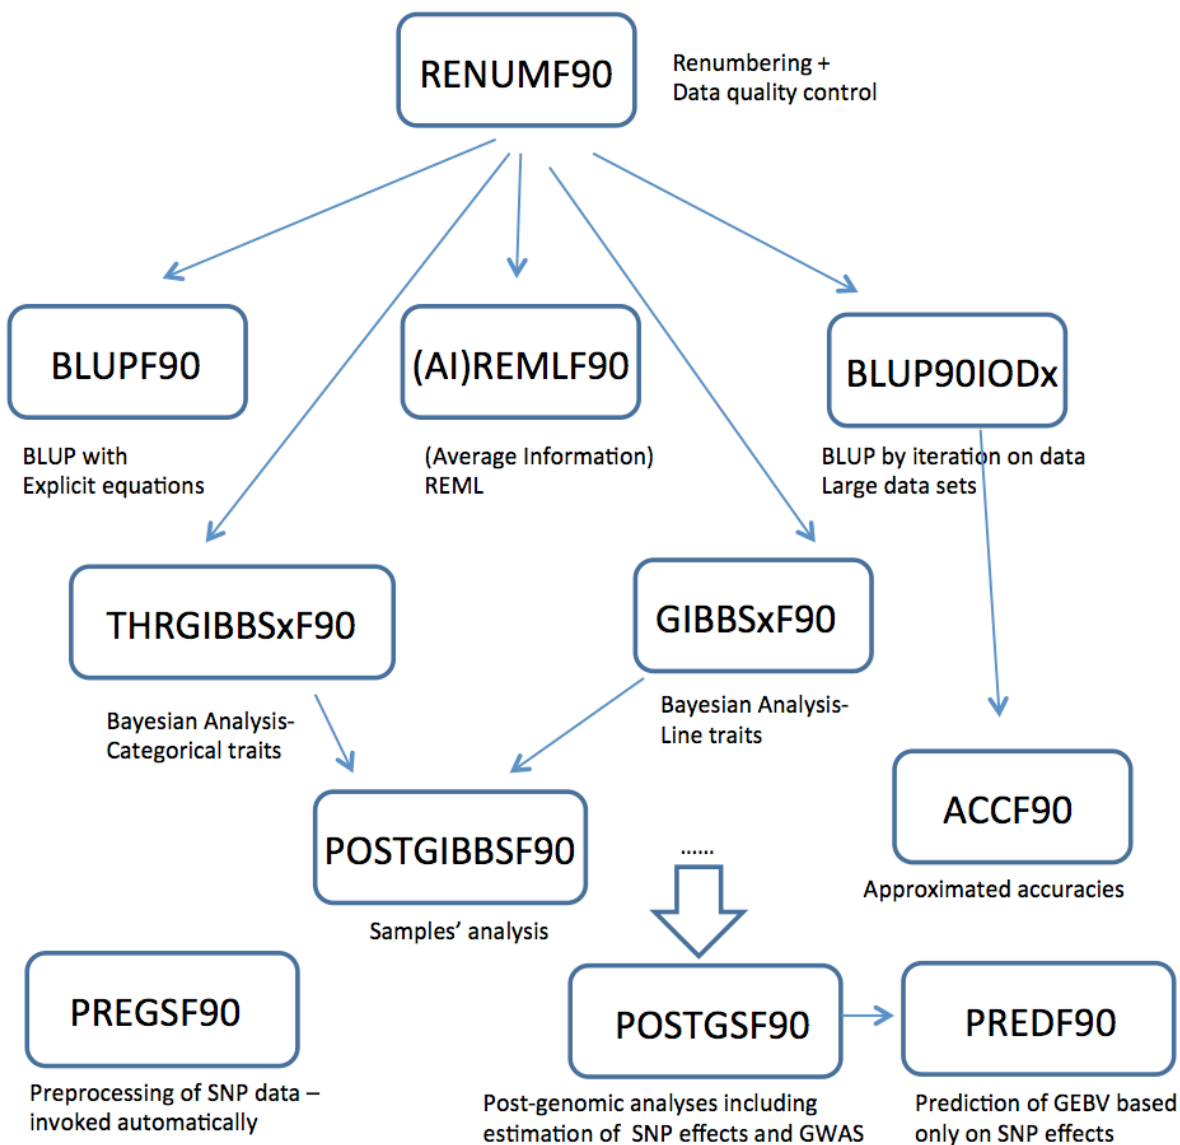 RENUMF90
Renumbering +
Data quality control
BLUPF90
(AI)REMLF90
BLUP90IODx
BLUP with
Explicit equations
(Average Information)
REML
BLUP by iteration on data
Large data sets
THRGIBBSxF90
GIBBSxF90
Bayesian Analysis-
Categorical traits
Bayesian Analysis-
Line traits
POSTGIBBSF90
ACCF90
Samples' analysis
......
Approximated accuracies
PREGSF90
POSTGSF90
PREDF90
Preprocessing of SNP data –
invoked automatically
Post-genomic analyses including
estimation of  SNP effects and GWAS
Prediction of GEBV based
only on SNP effects